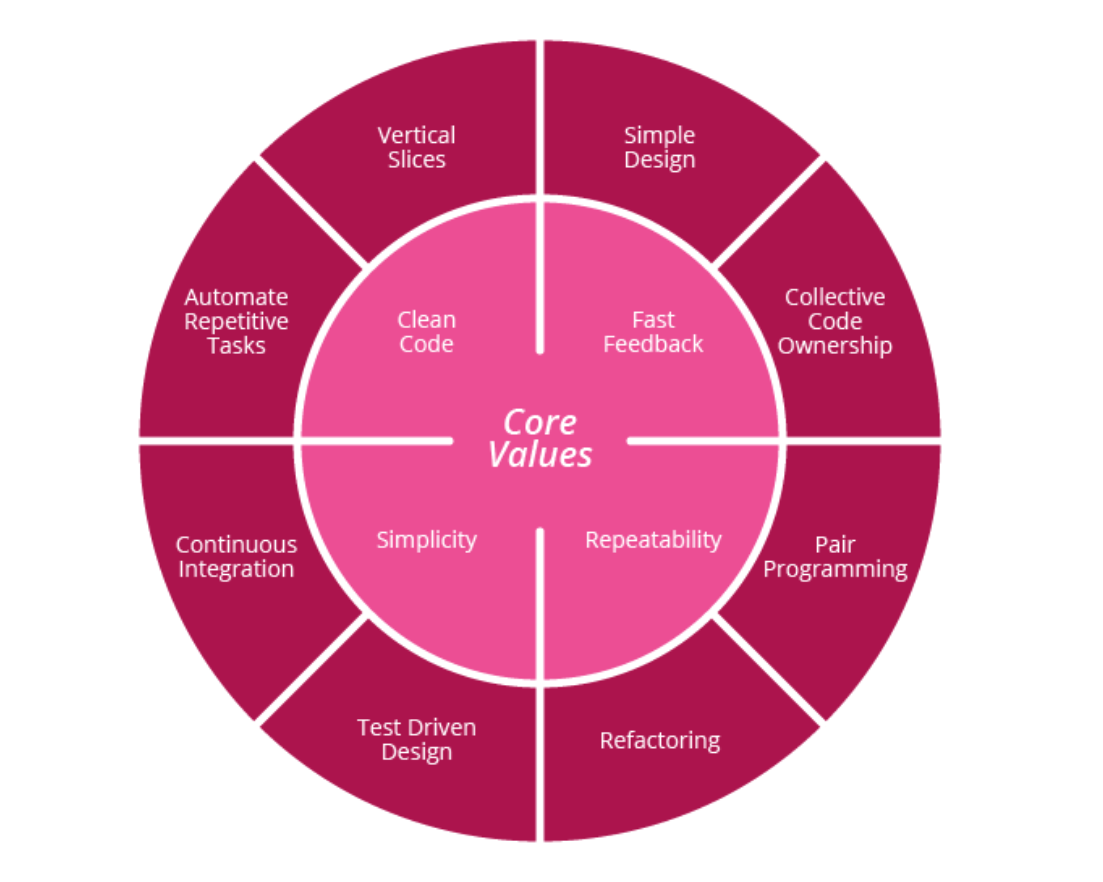 Vertical
Slices
Simple
Design
Automate
Repetitive
Tasks
Collective
Code
Ownership
Clean
Code
Fast
Feedback
Core
Values
Simplicity
Repeatability
Continuous
Integration
Pair
Programming
Test Driven
Design
Refactoring